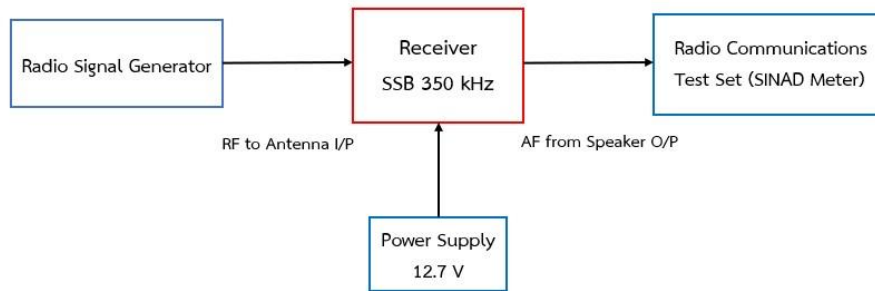 Radio Signal Generator
Receiver
SSB 350 kHz
Radio Communications
Test Set (SINAD Meter)
RF to Antenna I/P
AF from Speaker O/P
Power Supply
12.7 V